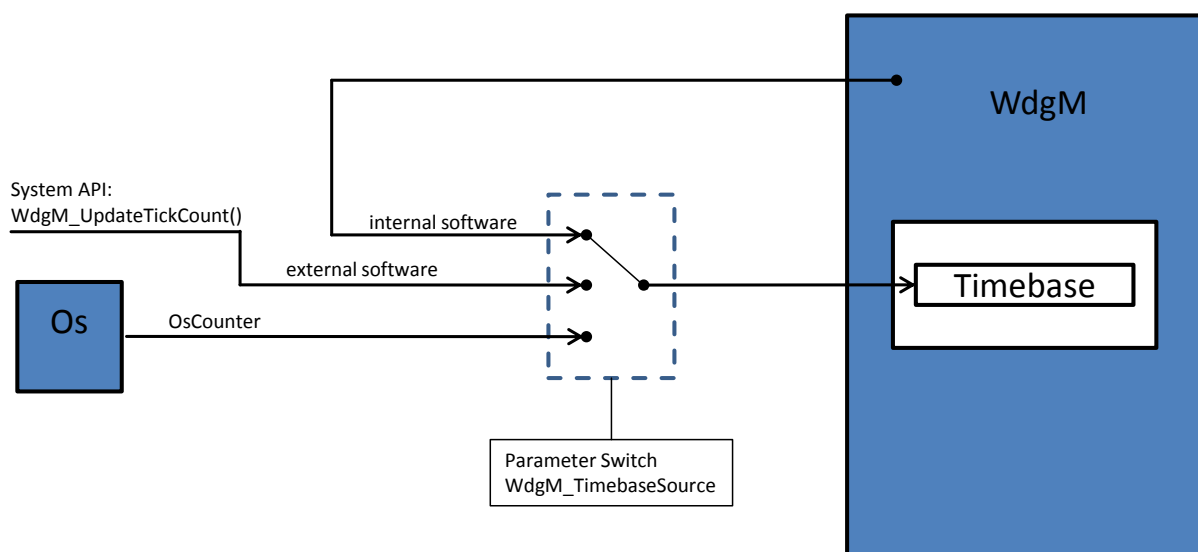 WdgM
System API:
WdgM_UpdateTickCount()
internal software
external software
Timebase
Os
OsCounter
Parameter Switch
WdgM_TimebaseSource